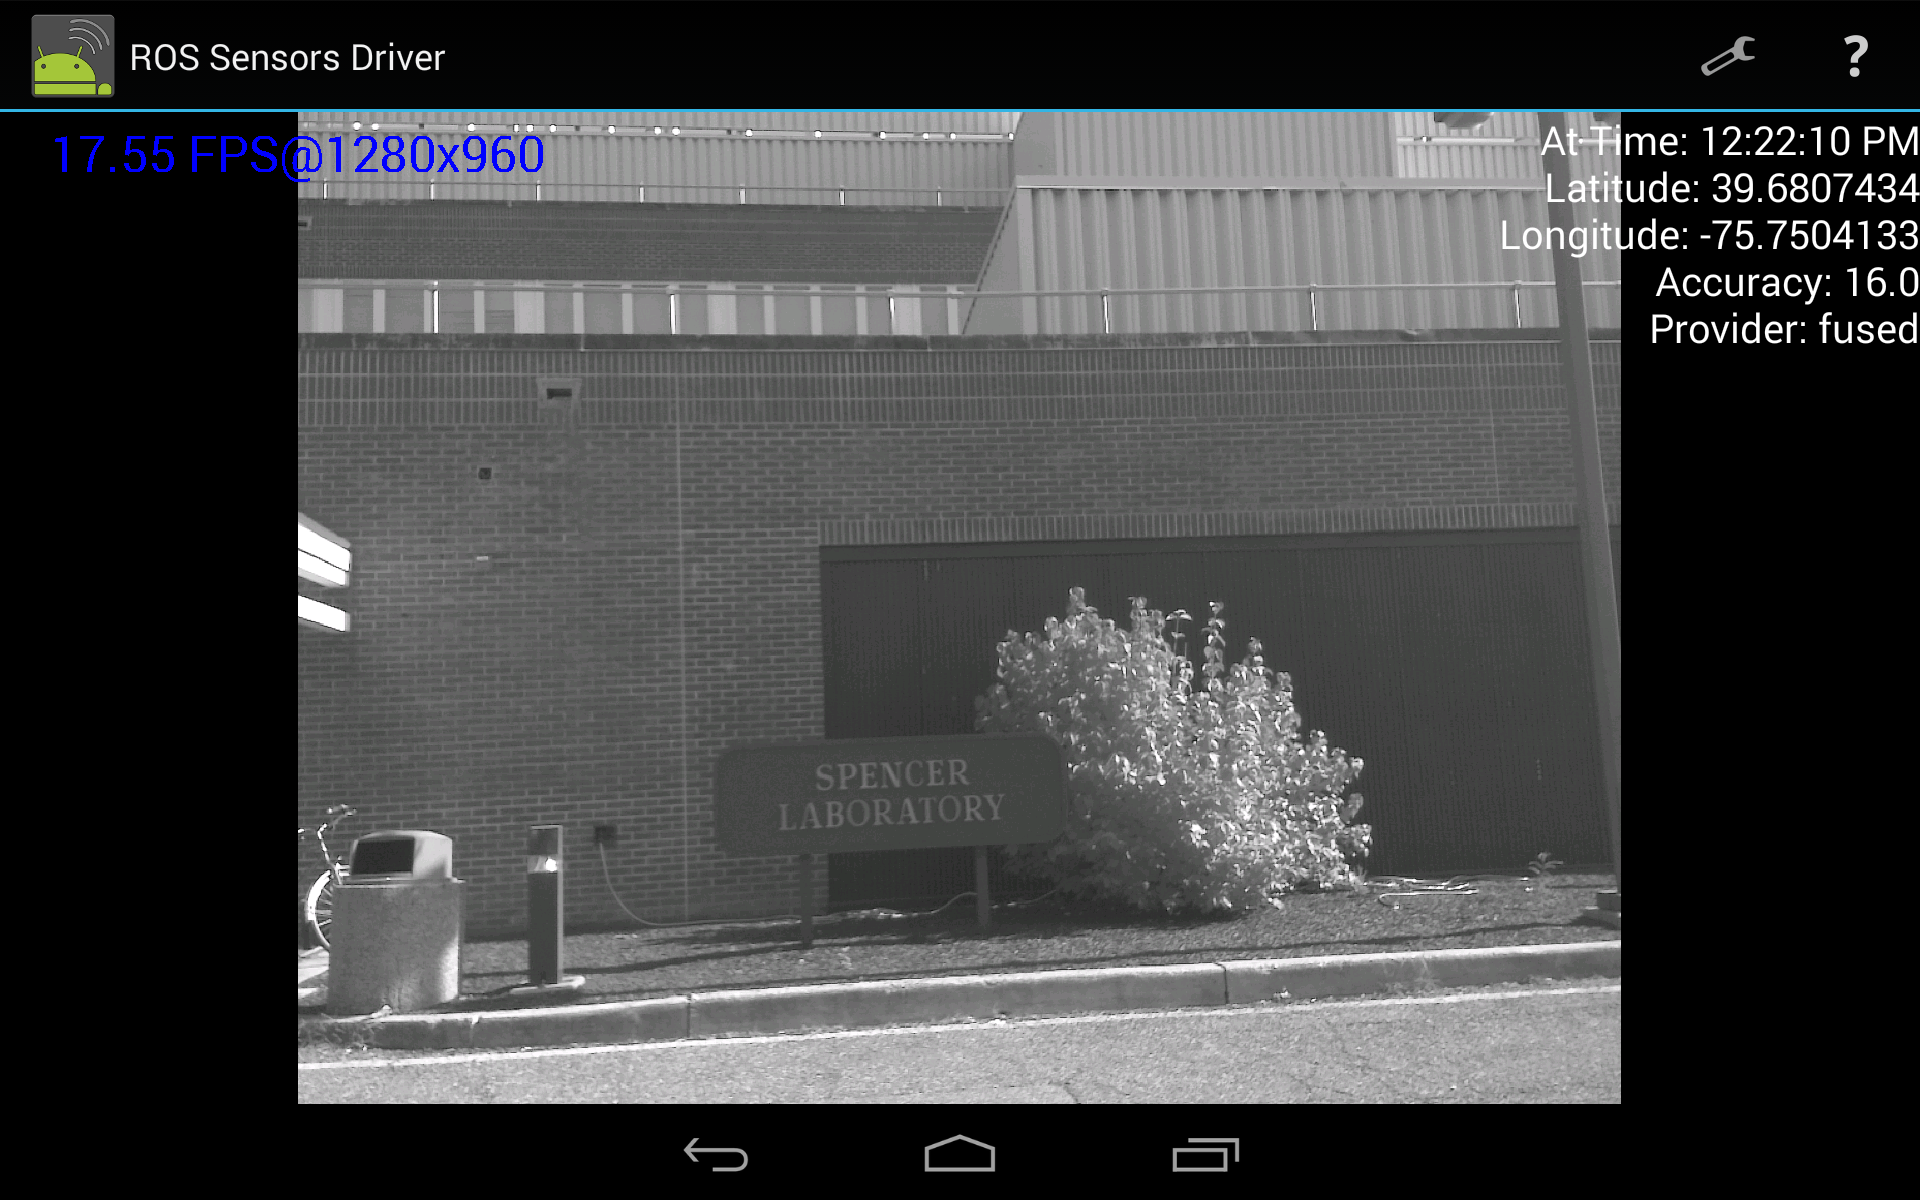 ROS Sensors Driver
?
17.55 FPS@1280x960
At Time: 12:22:10 PM
Latitude: 39.6807434
Longitude: -75.7504133
Accuracy: 16.0
Provider: fused
SPENCER
LABORATORY